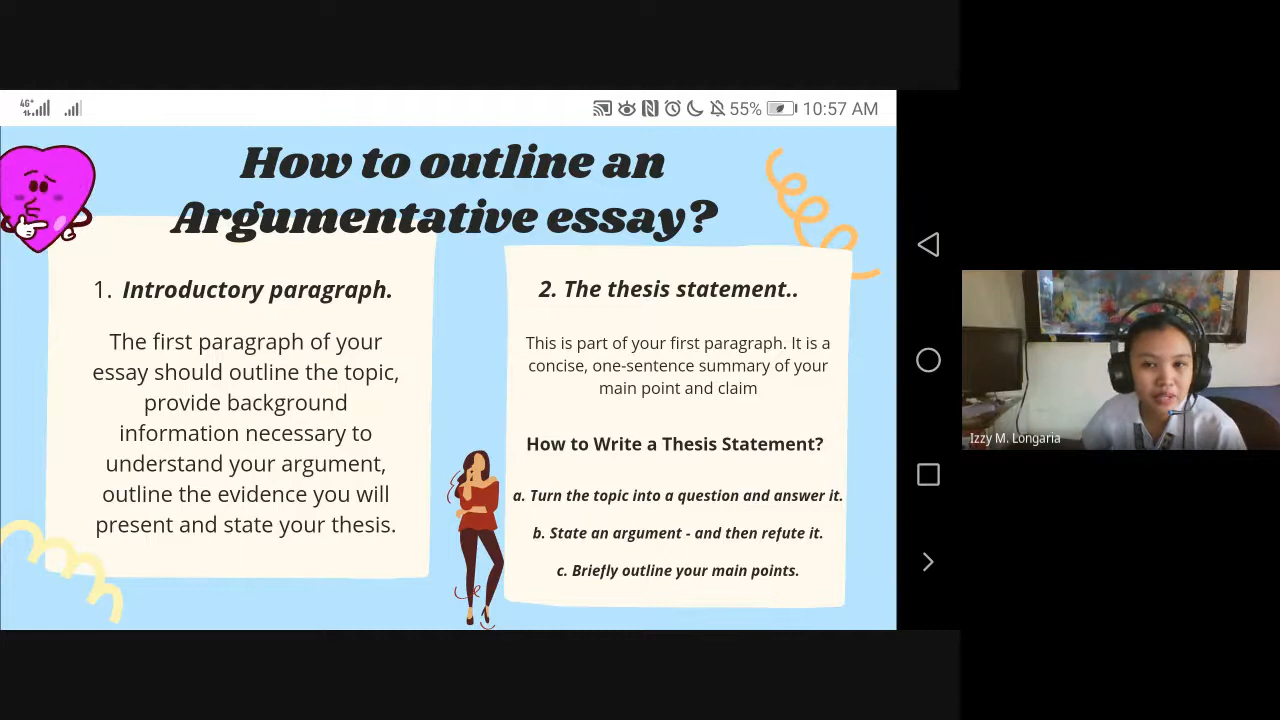 4G+
55%
10:57 AM
How to outline an
Argumentative essay?
1. Introductory paragraph.
The first paragraph of your
essay should outline the topic,
provide background
information necessary to
understand your argument,
outline the evidence you will
present and state your thesis.
2. The thesis statement..
This is part of your first paragraph. It is a
concise, one-sentence summary of your
main point and claim
How to Write a Thesis Statement?
a. Turn the topic into a question and answer it.
b. State an argument - and then refute it.
c. Briefly outline your main points.
Izzy M. Longaria